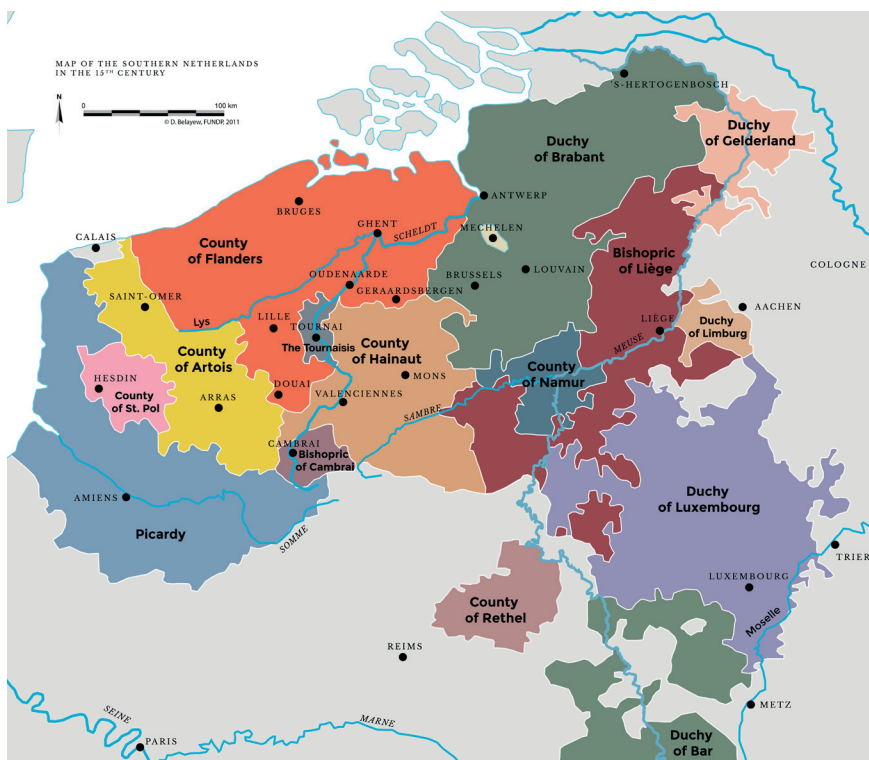 MAP OF THE SOUTHERN NETHERLANDS
IN THE 15TH CENTURY
N
0
100 km
© D. Belayew, FUNDP, 2011
'S-HERTOGENBOSCH
Duchy
of Gelderland
Duchy
of Brabant
ANTWERP
BRUGES
GHENT
SCHELDT
MECHELEN
CALAIS
County
of Flanders
Bishopric
of Liège
COLOGNE
OUDENAARDE
BRUSSELS
LOUVAIN
GERAARDSBERGEN
SAINT-OMER
Lys
LILLE
TOURNAI
The Tournaisis
AACHEN
LIÈGE
Duchy
of Limburg
MEUSE
County
of Artois
County
of Hainaut
County
of Namur
HESDIN
County
of St. Pol
MONS
DOUAI
VALENCIENNES
ARRAS
SAMBRE
CAMBRAI
Bishopric
of Cambrai
AMIENS
Picardy
SOMME
Duchy
of Luxembourg
TRIER
LUXEMBOURG
Moselle
County
of Rethel
REIMS
METZ
SEINE
MARNE
PARIS
Duchy
of Bar